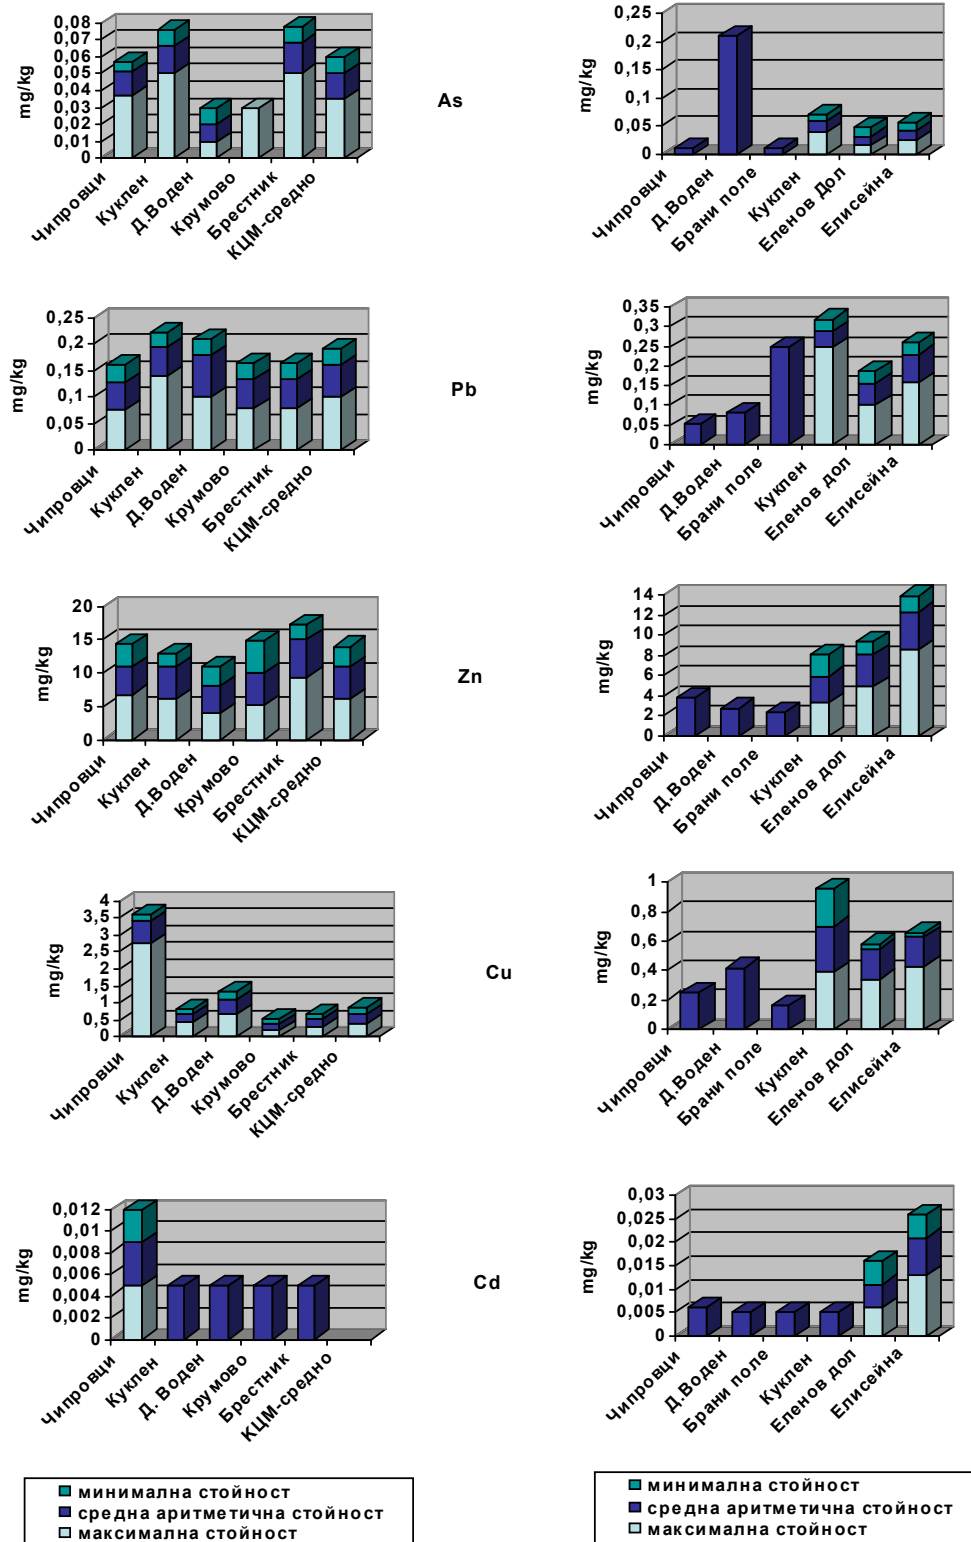 0,08
0,07
0,06
0,05
0,04
0,03
0,02
0,01
0
mg/kg
Чипровци
Куклен
Д.Воден
Крумово
Брестник
КЦМ-средно
As
0,25
0,2
0,15
0,1
0,05
0
mg/kg
Чипровци
Д.Воден
Брани поле
Куклен
Еленов Дол
Елисейна
0,25
0,2
0,15
0,1
0,05
0
mg/kg
Чипровци
Куклен
Д.Воден
Крумово
Брестник
КЦМ-средно
Pb
0,35
0,3
0,25
0,2
0,15
0,1
0,05
0
mg/kg
Чипровци
Д.Воден
Брани поле
Куклен
Еленов дол
Елисейна
20
15
10
5
0
mg/kg
Чипровци
Куклен
Д.Воден
Крумово
Брестник
КЦМ-средно
Zn
14
12
10
8
6
4
2
0
mg/kg
Чипровци
Д.Воден
Брани поле
Куклен
Еленов дол
Елисейна
4
3,5
3
2,5
2
1,5
1
0,5
0
mg/kg
Чипровци
Куклен
Д.Воден
Крумово
Брестник
КЦМ-средно
Cu
1
0,8
0,6
0,4
0,2
0
mg/kg
Чипровци
Д.Воден
Брани поле
Куклен
Еленов дол
Елисейна
0,012
0,01
0,008
0,006
0,004
0,002
0
mg/kg
Чипровци
Куклен
Д. Воден
Крумово
Брестник
КЦМ-средно
Cd
0,03
0,025
0,02
0,015
0,01
0,005
0
mg/kg
Чипровци
Д.Воден
Брани поле
Куклен
Еленов дол
Елисейна
минимална стойност
средна аритметична стойност
максимална стойност
минимална стойност
средна аритметична стойност
максимална стойност